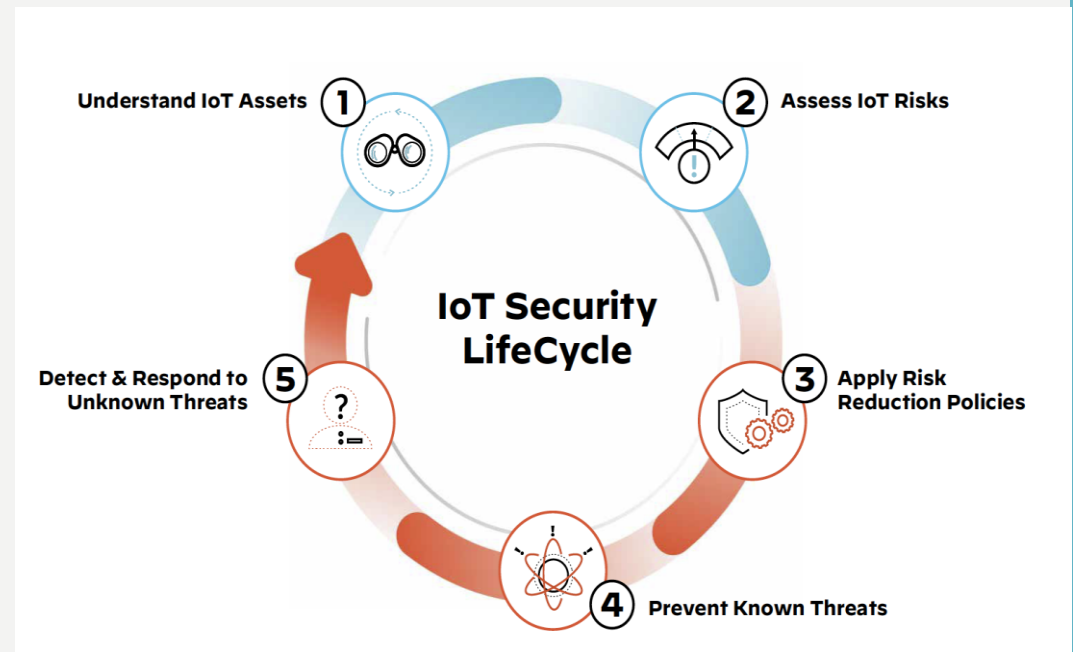 Understand IoT Assets
1
2
Assess IoT Risks
IoT Security
LifeCycle
Detect & Respond to
Unknown Threats
5
3
Apply Risk
Reduction Policies
4
Prevent Known Threats